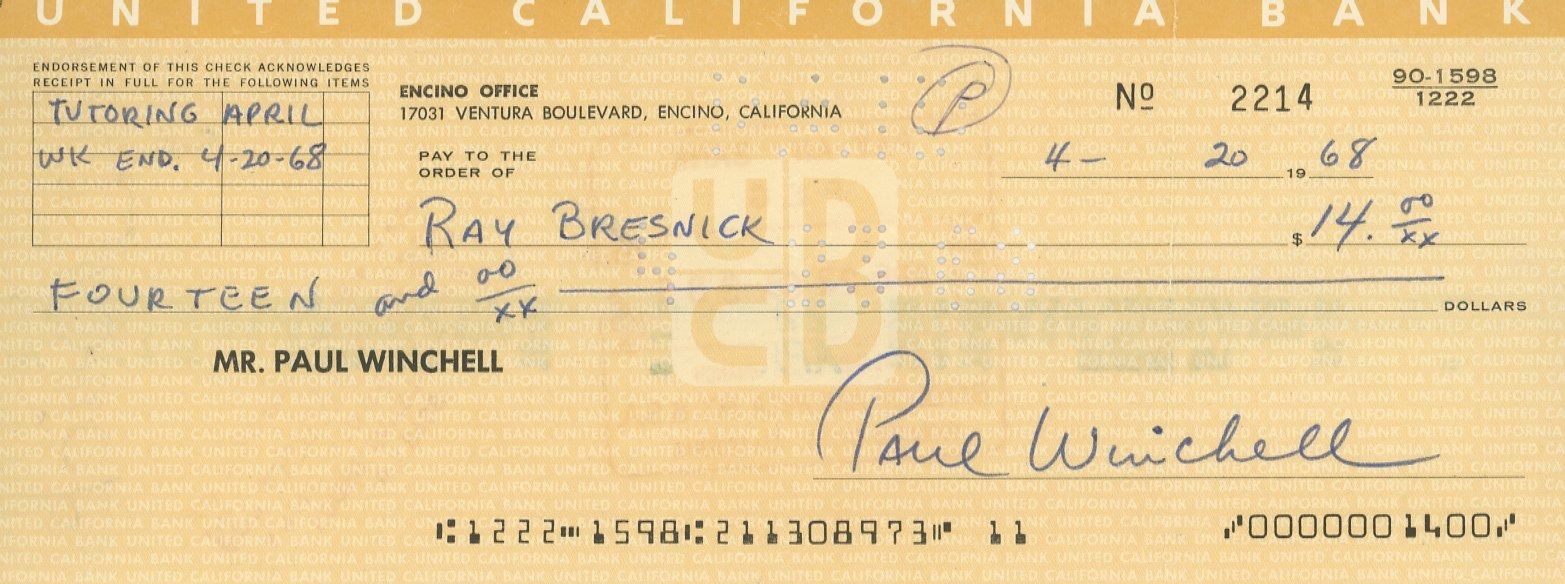 UNITED CALIFORNIA BANK
ENDORSEMENT OF THIS CHECK ACKNOWLEDGES
RECEIPT IN FULL FOR THE FOLLOWING ITEMS
TUTORING APRIL
WK END. 4-20-68
ENCINO OFFICE
17031 VENTURA BOULEVARD, ENCINO, CALIFORNIA
P
Nº 2214
90-1598
1222
4- 20 1968
PAY TO THE
ORDER OF
RAY BRESNICK
$14. 00/xx
FOURTEEN and 00/xx
DOLLARS
UCB
MR. PAUL WINCHELL
Paul Winchell
⑆1222⑉1598⑆211308973⑈ 11 ⑇0000001400⑇